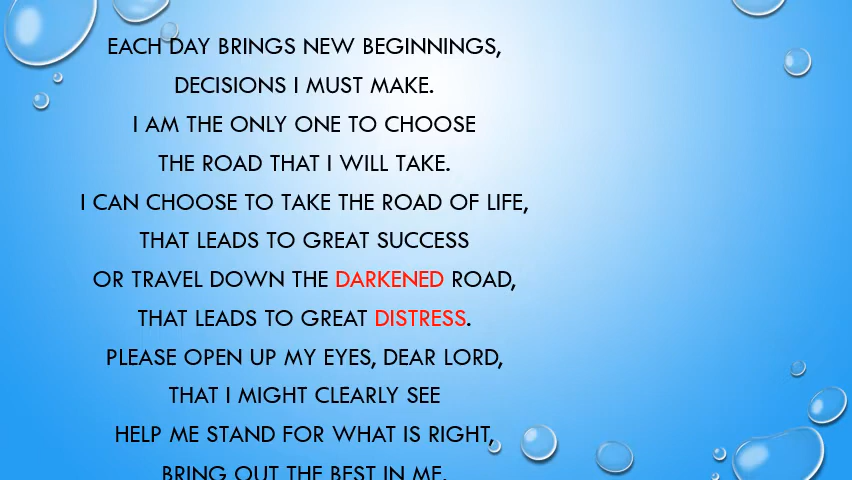 EACH DAY BRINGS NEW BEGINNINGS,
DECISIONS I MUST MAKE.
I AM THE ONLY ONE TO CHOOSE
THE ROAD THAT I WILL TAKE.
I CAN CHOOSE TO TAKE THE ROAD OF LIFE,
THAT LEADS TO GREAT SUCCESS
OR TRAVEL DOWN THE DARKENED ROAD,
THAT LEADS TO GREAT DISTRESS.
PLEASE OPEN UP MY EYES, DEAR LORD,
THAT I MIGHT CLEARLY SEE
HELP ME STAND FOR WHAT IS RIGHT,
BRING OUT THE BEST IN ME.